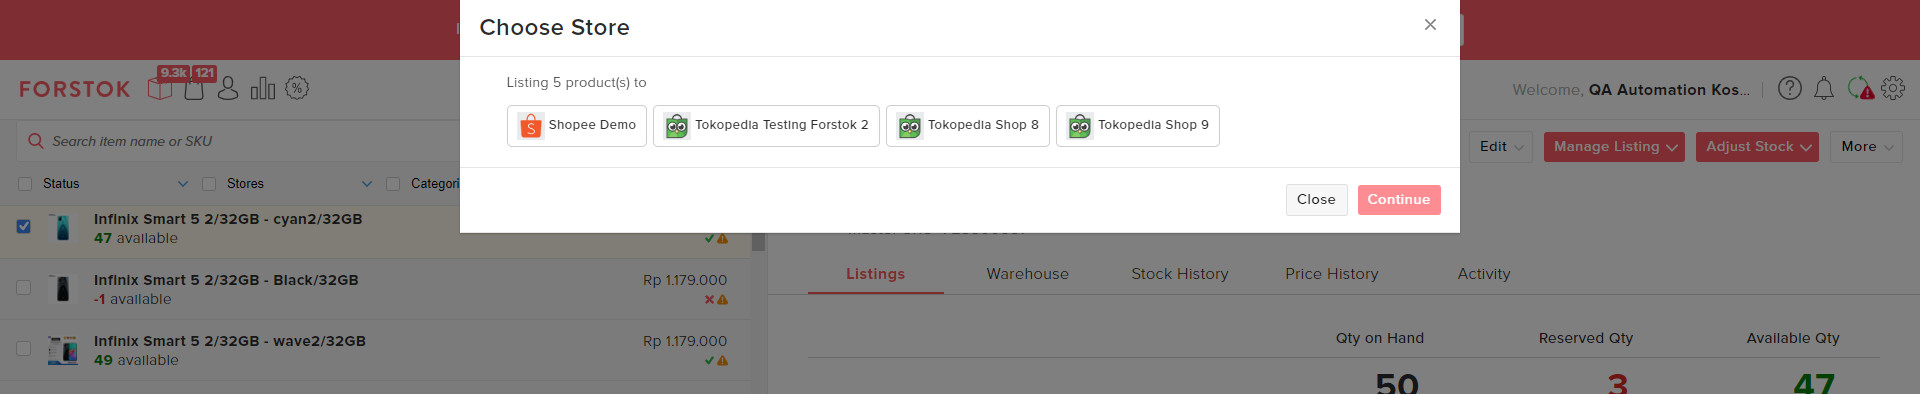 Choose Store
×
Listing 5 product(s) to
Shopee Demo
Tokopedia Testing Forstok 2
Tokopedia Shop 8
Tokopedia Shop 9
Close
Continue
FORSTOK
9.3k
121
Welcome, QA Automation Kos...
Search item name or SKU
Edit
Manage Listing
Adjust Stock
More
Status
Stores
Categori
Infinix Smart 5 2/32GB - cyan2/32GB
47 available
Infinix Smart 5 2/32GB - Black/32GB
Rp 1.179.000
-1 available
Infinix Smart 5 2/32GB - wave2/32GB
Rp 1.179.000
49 available
Listings
Warehouse
Stock History
Price History
Activity
Qty on Hand
Reserved Qty
Available Qty
50
3
47